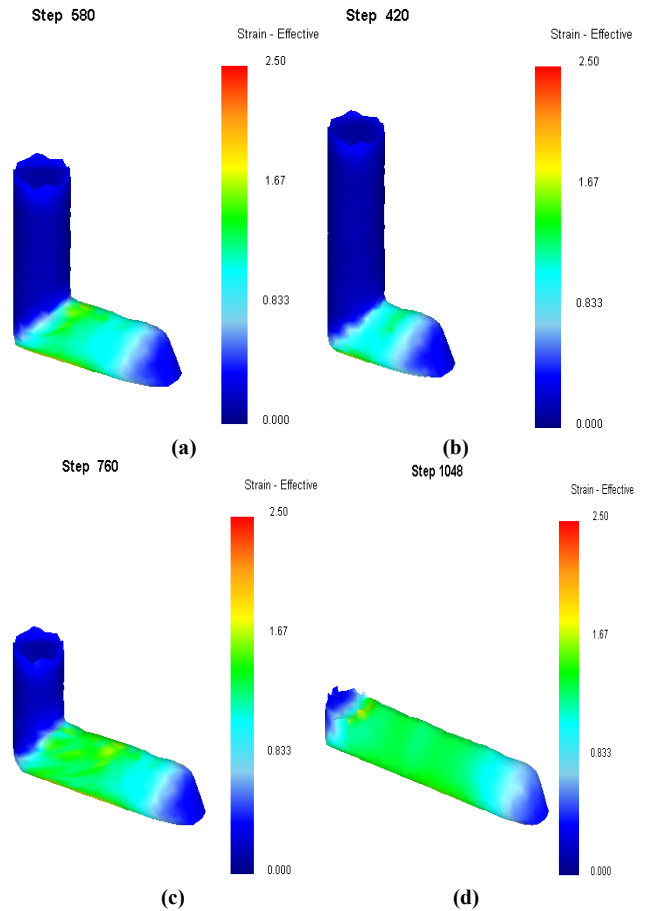 Step 580
Strain - Effective
2.50
1.67
0.833
0.000
(a)
Step 420
Strain - Effective
2.50
1.67
0.833
0.000
(b)
Step 760
Strain - Effective
2.50
1.67
0.833
0.000
(c)
Step 1048
Strain - Effective
2.50
1.67
0.833
0.000
(d)